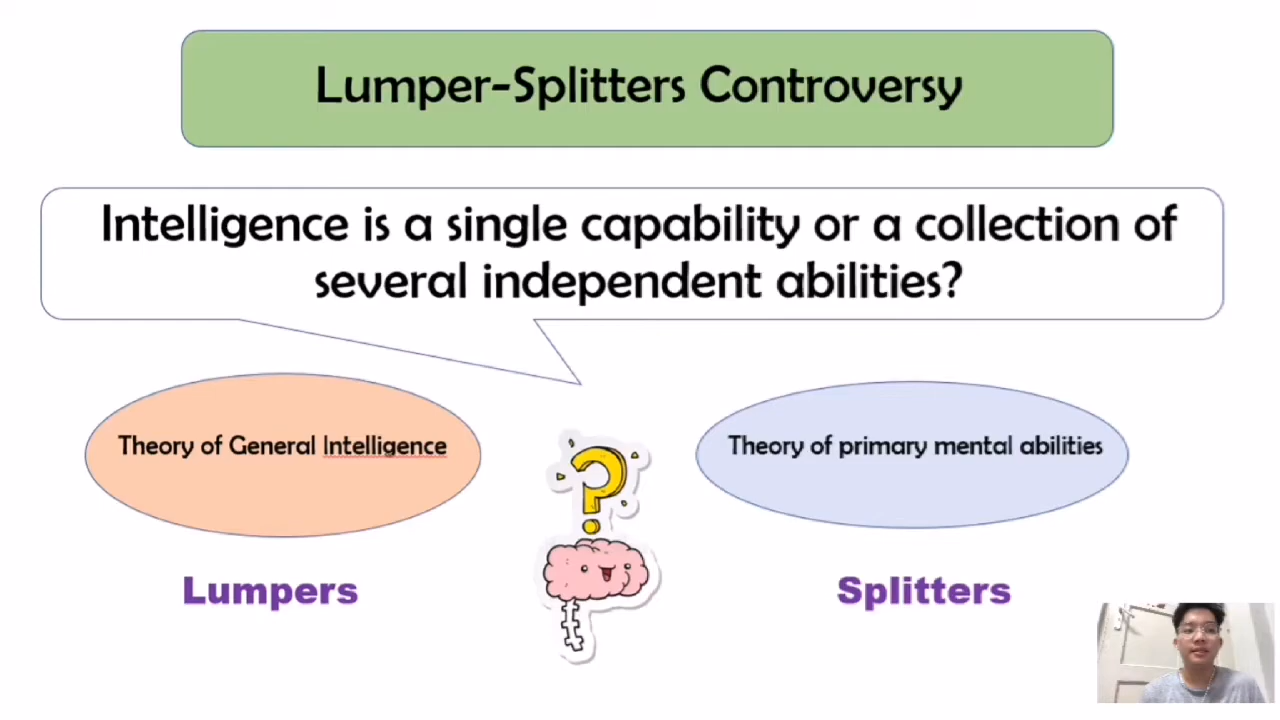 Lumper-Splitters Controversy
Intelligence is a single capability or a collection of
several independent abilities?
Theory of General Intelligence
Theory of primary mental abilities
Lumpers
Splitters